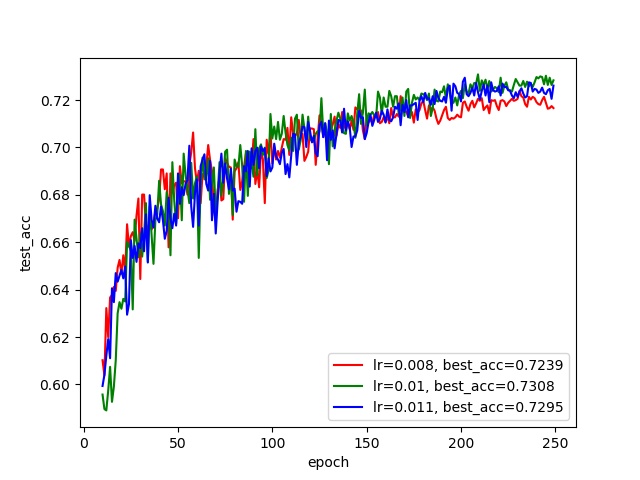 0.72
0.70
0.68
0.66
0.64
0.62
0.60
test_acc
lr=0.008, best_acc=0.7239
lr=0.01, best_acc=0.7308
lr=0.011, best_acc=0.7295
0 50 100 150 200 250
epoch